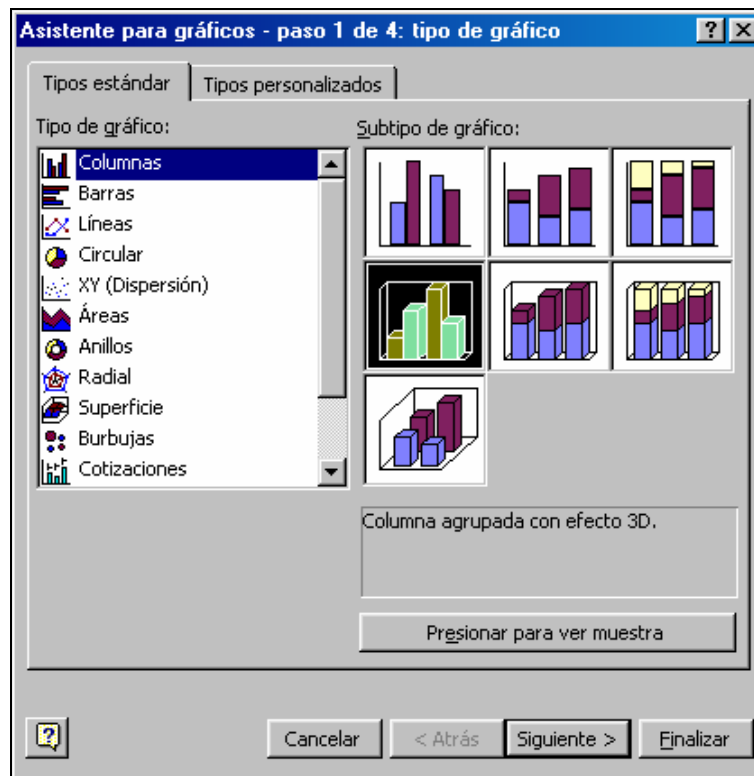 Asistente para gráficos - paso 1 de 4: tipo de gráfico
Tipos estándar
Tipos personalizados
Tipo de gráfico:
Columnas
Barras
Líneas
Circular
XY (Dispersión)
Áreas
Anillos
Radial
Superficie
Burbujas
Cotizaciones
Subtipo de gráfico:
Columna agrupada con efecto 3D.
Presionar para ver muestra
Cancelar
< Atrás
Siguiente >
Finalizar